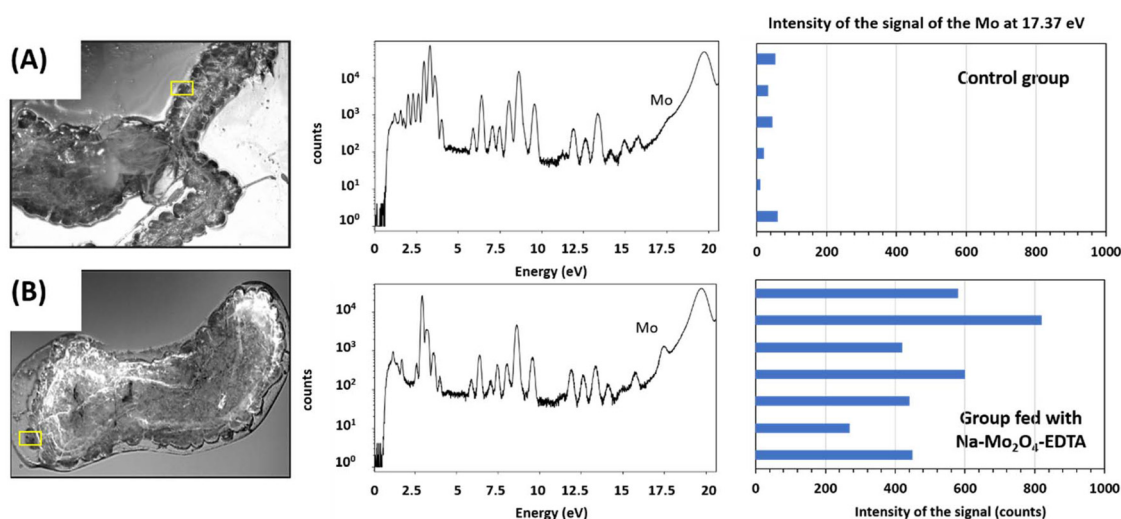 Intensity of the signal of the Mo at 17.37 eV
(A)
counts
10⁴
10³
10²
10¹
10⁰
Mo
0 2.5 5 7.5 10 12.5 15 17.5 20
Energy (eV)
Control group
0 200 400 600 800 1000
(B)
counts
10⁴
10³
10²
10¹
10⁰
Mo
0 2.5 5 7.5 10 12.5 15 17.5 20
Energy (eV)
Group fed with
Na-Mo₂O₄-EDTA
0 200 400 600 800 1000
Intensity of the signal (counts)